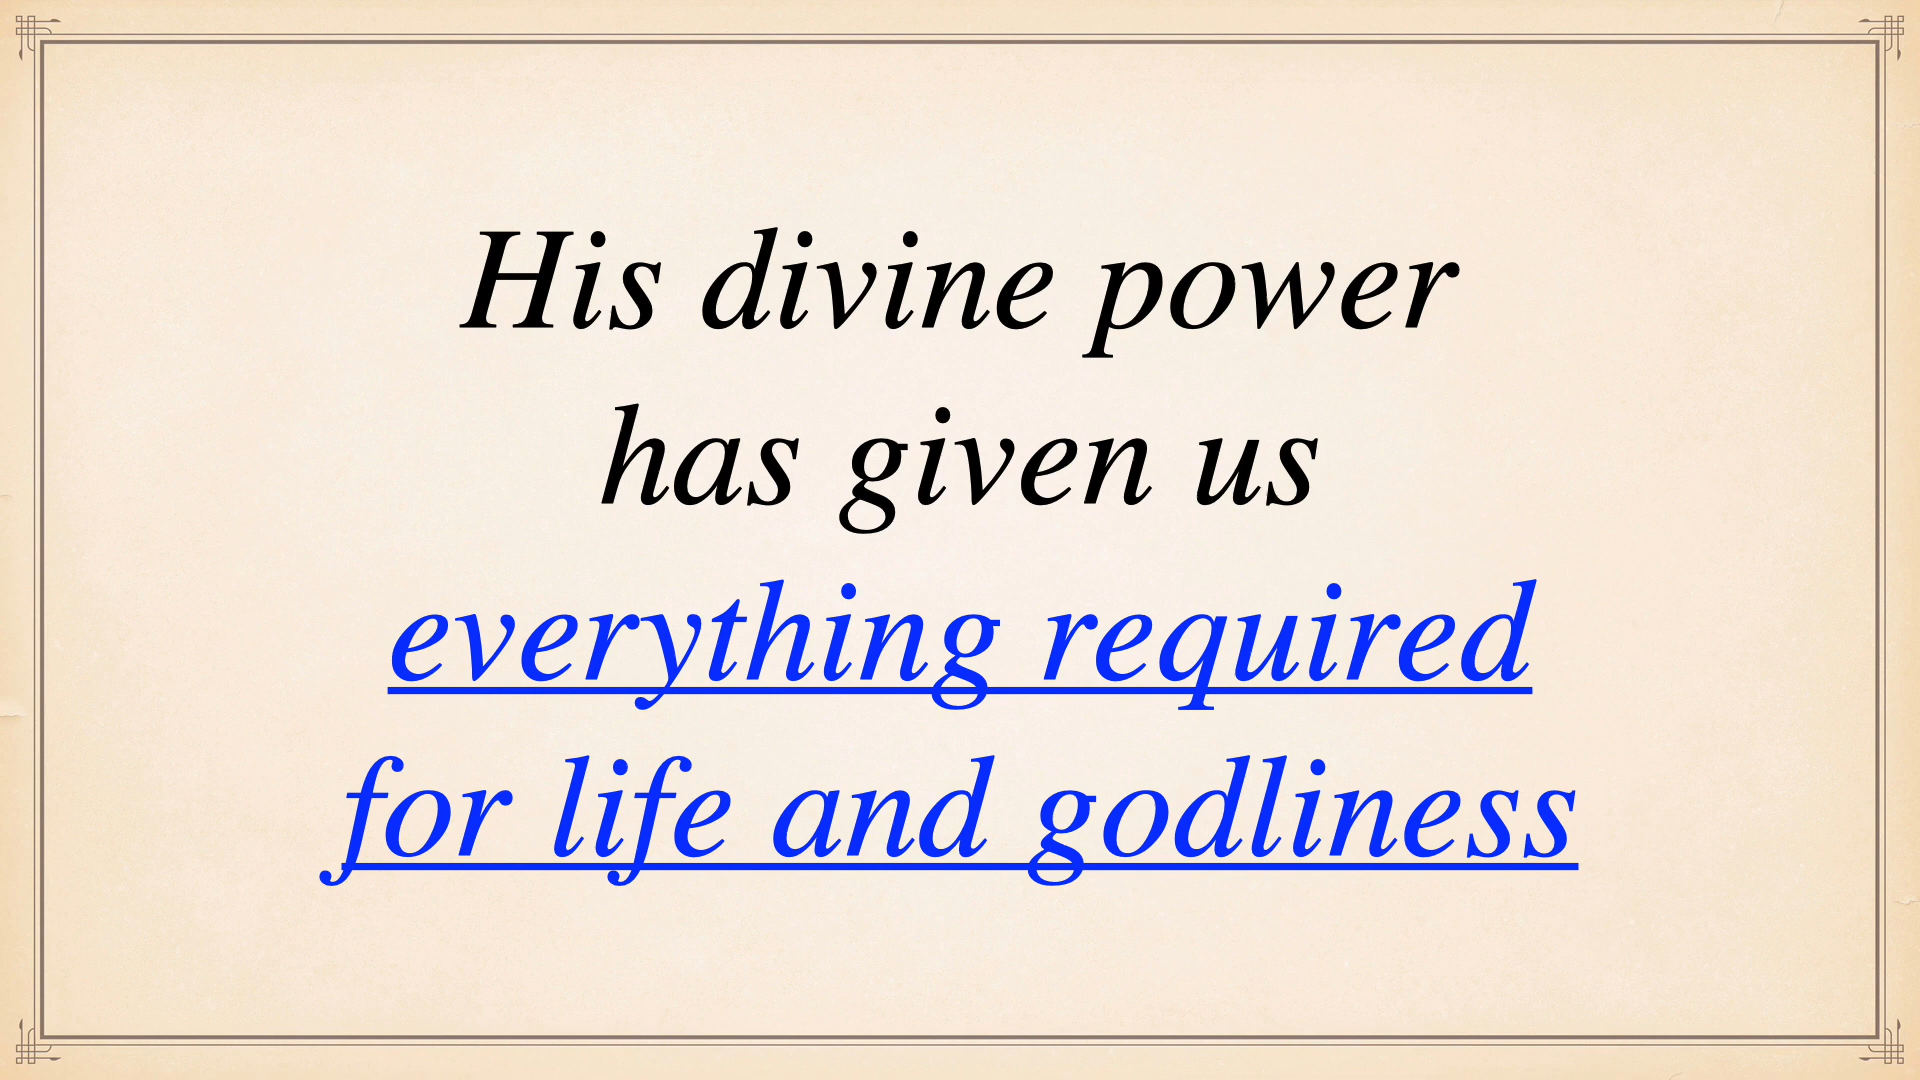 His divine power
has given us
everything required
for life and godliness